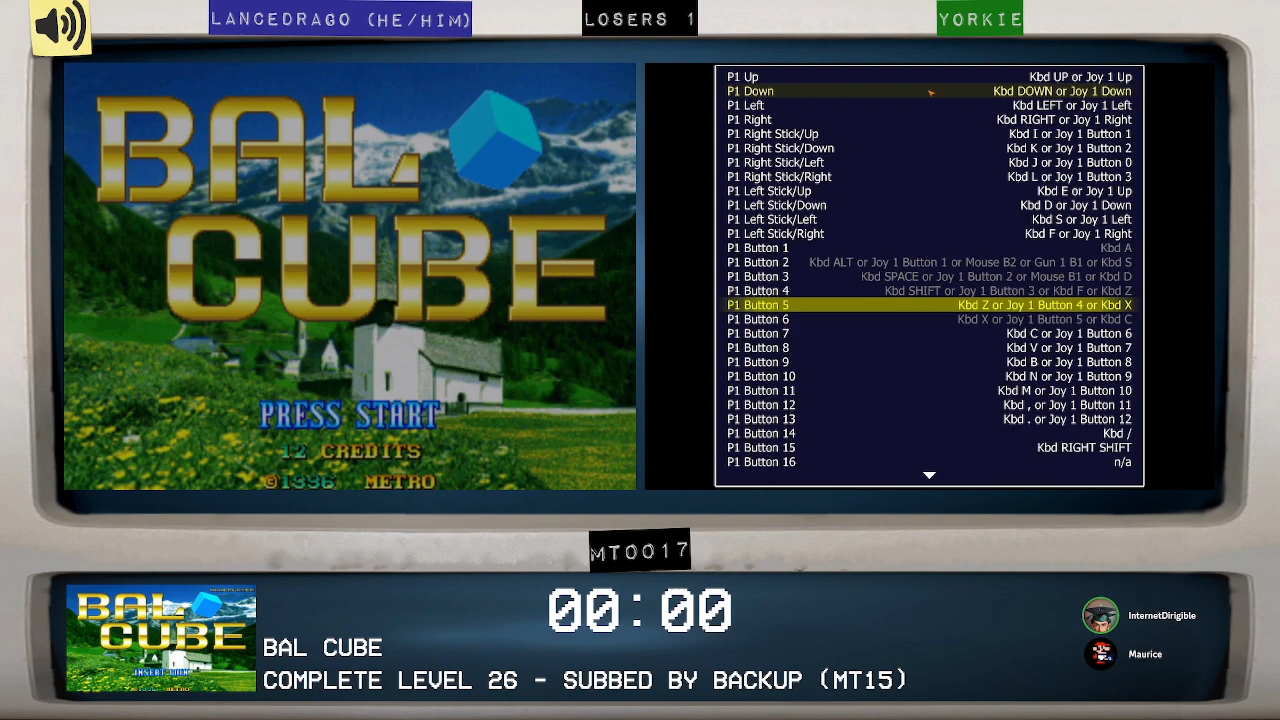 LANCEDRAGO (HE/HIM)
LOSERS 1
YORKIE
BAL
CUBE
PRESS START
12 CREDITS
©1996 METRO
P1 Up Kbd UP or Joy 1 Up
P1 Down Kbd DOWN or Joy 1 Down
P1 Left Kbd LEFT or Joy 1 Left
P1 Right Kbd RIGHT or Joy 1 Right
P1 Right Stick/Up Kbd I or Joy 1 Button 1
P1 Right Stick/Down Kbd K or Joy 1 Button 2
P1 Right Stick/Left Kbd J or Joy 1 Button 0
P1 Right Stick/Right Kbd L or Joy 1 Button 3
P1 Left Stick/Up Kbd E or Joy 1 Up
P1 Left Stick/Down Kbd D or Joy 1 Down
P1 Left Stick/Left Kbd S or Joy 1 Left
P1 Left Stick/Right Kbd F or Joy 1 Right
P1 Button 1 Kbd A
P1 Button 2 Kbd ALT or Joy 1 Button 1 or Mouse B2 or Gun 1 B1 or Kbd S
P1 Button 3 Kbd SPACE or Joy 1 Button 2 or Mouse B1 or Kbd D
P1 Button 4 Kbd SHIFT or Joy 1 Button 3 or Kbd F or Kbd Z
P1 Button 5 Kbd Z or Joy 1 Button 4 or Kbd X
P1 Button 6 Kbd X or Joy 1 Button 5 or Kbd C
P1 Button 7 Kbd C or Joy 1 Button 6
P1 Button 8 Kbd V or Joy 1 Button 7
P1 Button 9 Kbd B or Joy 1 Button 8
P1 Button 10 Kbd N or Joy 1 Button 9
P1 Button 11 Kbd M or Joy 1 Button 10
P1 Button 12 Kbd , or Joy 1 Button 11
P1 Button 13 Kbd . or Joy 1 Button 12
P1 Button 14 Kbd /
P1 Button 15 Kbd RIGHT SHIFT
P1 Button 16 n/a
MT0017
BAL
CUBE
INSERT COIN
00:00
BAL CUBE
COMPLETE LEVEL 26 - SUBBED BY BACKUP (MT15)
InternetDirigible
Maurice